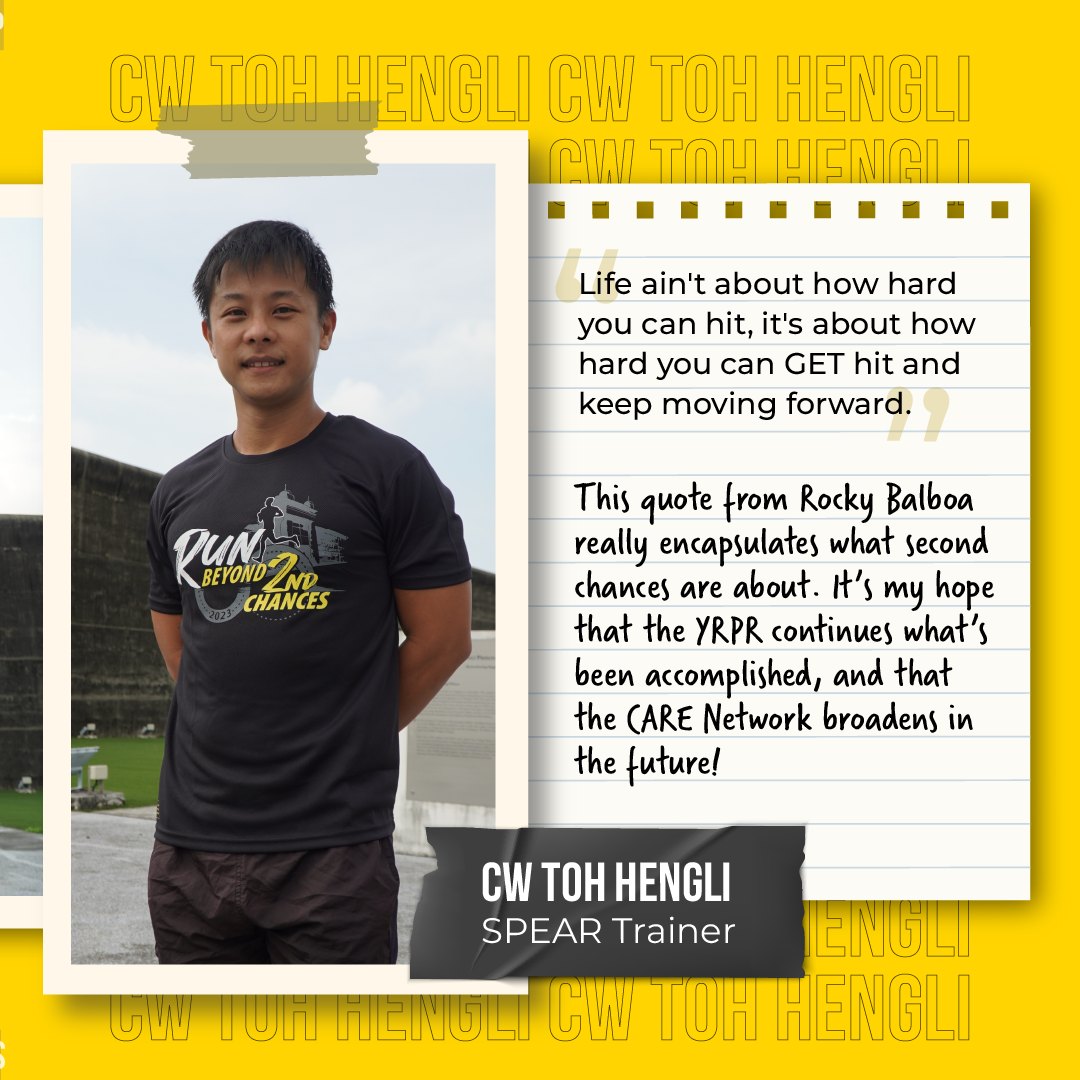 CW TOH HENGLI CW TOH HENGLI
CW TOH HENGLI
“
Life ain't about how hard
you can hit, it's about how
hard you can GET hit and
keep moving forward.
”
This quote from Rocky Balboa
really encapsulates what second
chances are about. It's my hope
that the YRPR continues what's
been accomplished, and that
the CARE Network broadens in
the future!
RUN
BEYOND 2ND
CHANCES
2023
CW TOH HENGLI
SPEAR Trainer
HENGLI
CW TOH HENGLI CW TOH HENGLI